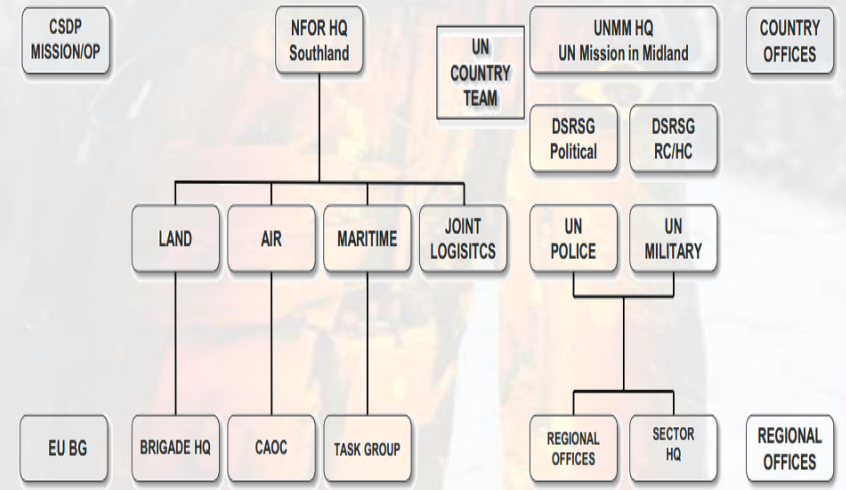 CSDP
MISSION/OP
NFOR HQ
Southland
UN
COUNTRY
TEAM
UNMM HQ
UN Mission in Midland
COUNTRY
OFFICES
DSRSG
Political
DSRSG
RC/HC
LAND
AIR
MARITIME
JOINT
LOGISITCS
UN
POLICE
UN
MILITARY
EU BG
BRIGADE HQ
CAOC
TASK GROUP
REGIONAL
OFFICES
SECTOR
HQ
REGIONAL
OFFICES